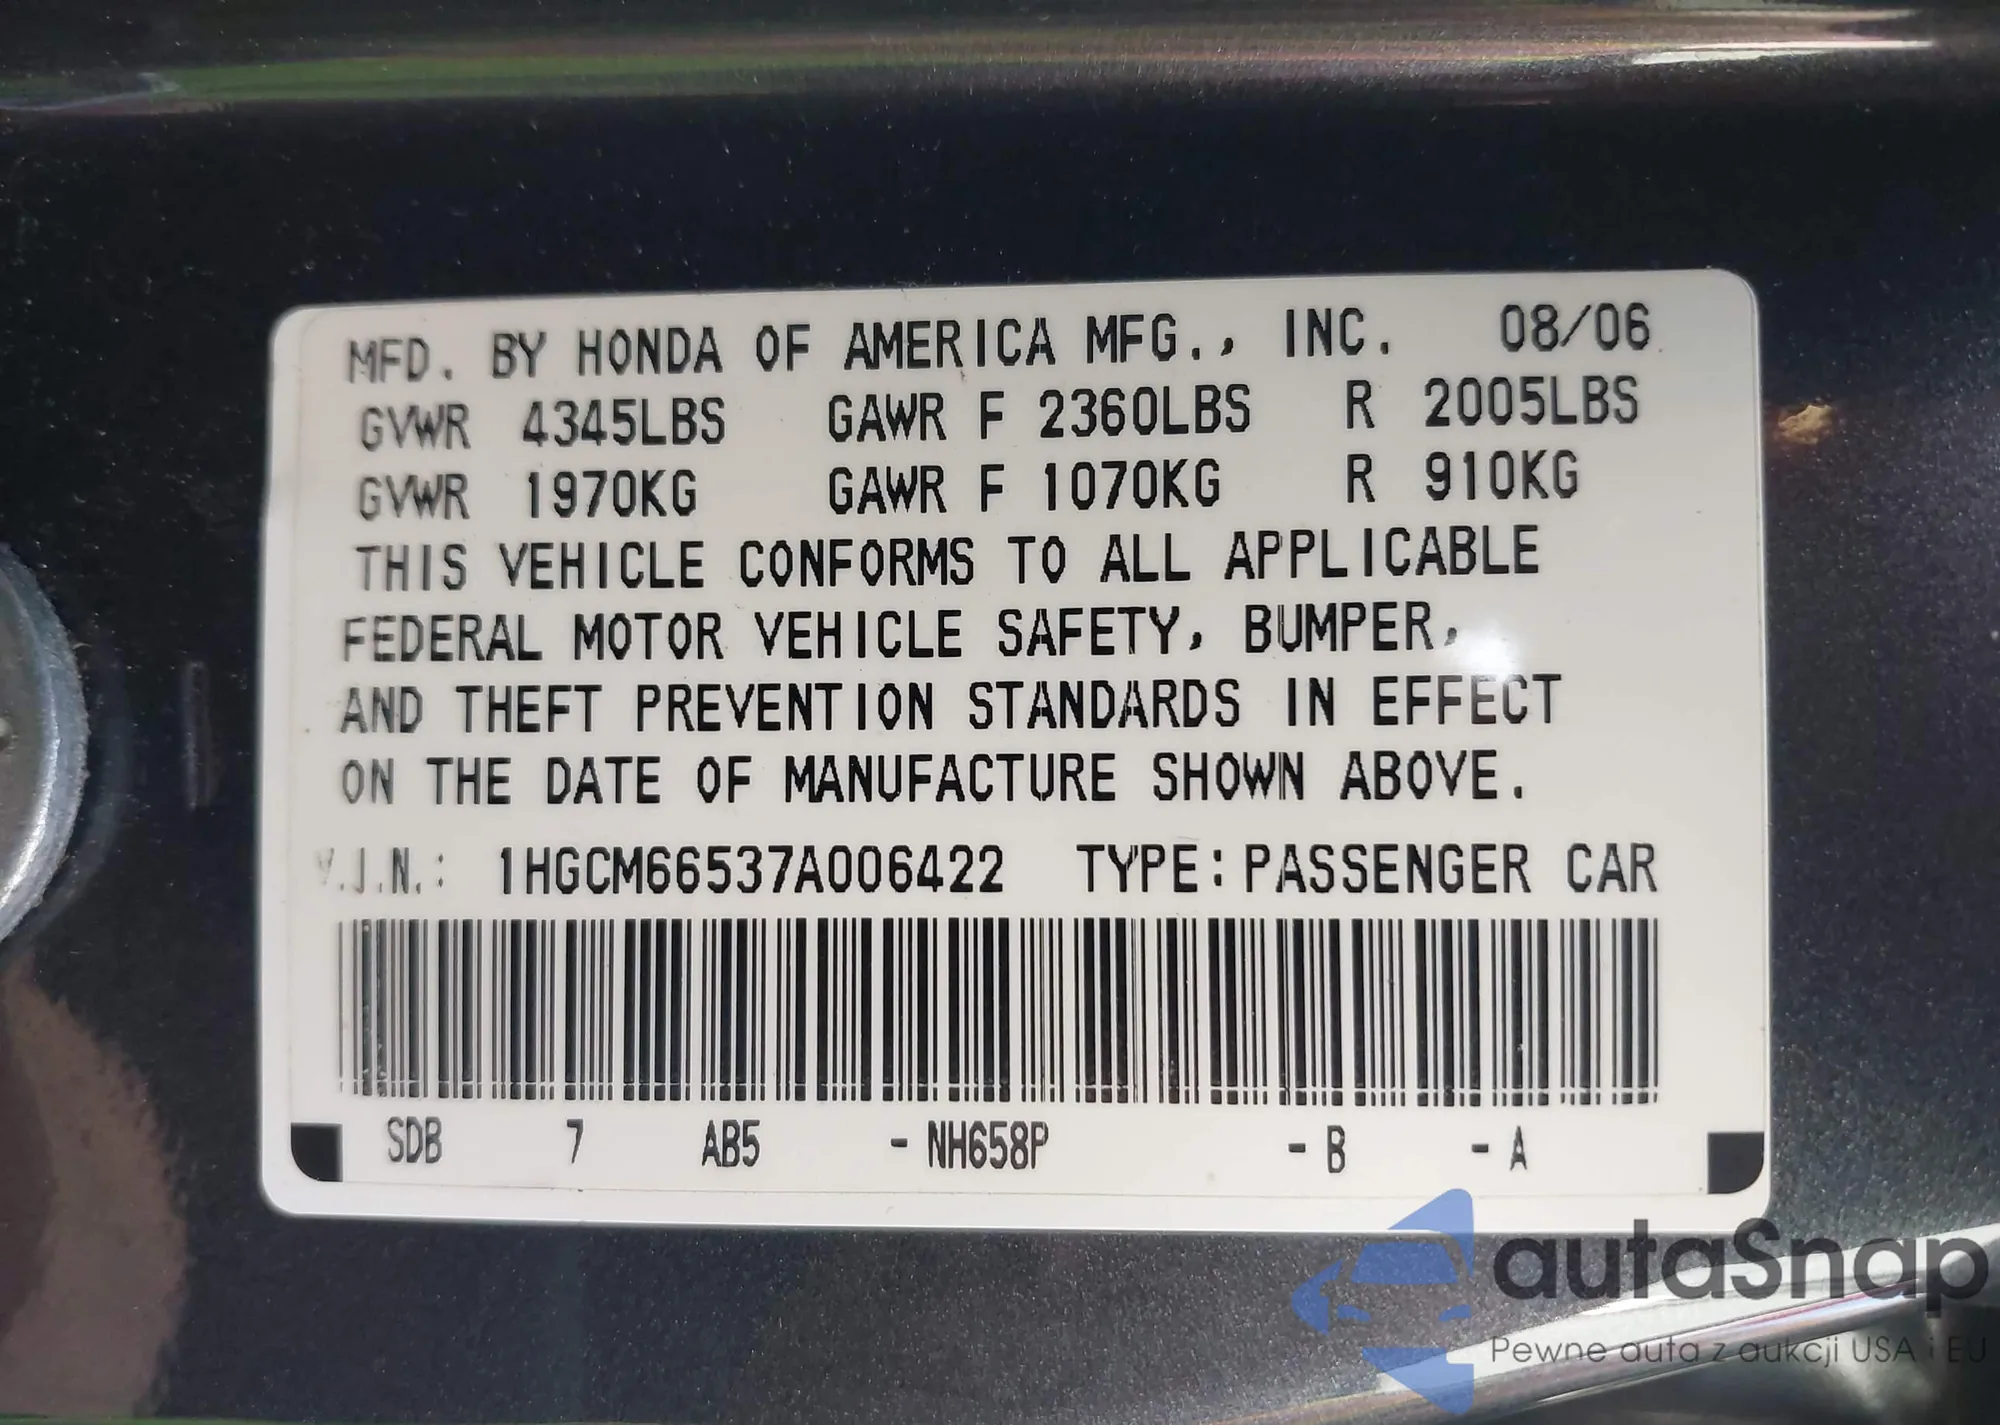 MFD. BY HONDA OF AMERICA MFG., INC. 08/06
GVWR 4345LBS GAWR F 2360LBS R 2005LBS
GVWR 1970KG GAWR F 1070KG R 910KG
THIS VEHICLE CONFORMS TO ALL APPLICABLE
FEDERAL MOTOR VEHICLE SAFETY, BUMPER,
AND THEFT PREVENTION STANDARDS IN EFFECT
ON THE DATE OF MANUFACTURE SHOWN ABOVE.
V.I.N.: 1HGCM66537A006422 TYPE: PASSENGER CAR
SDB 7 AB5 - NH658P - B - A
autaSnap
Pewne auta z aukcji USA i EU